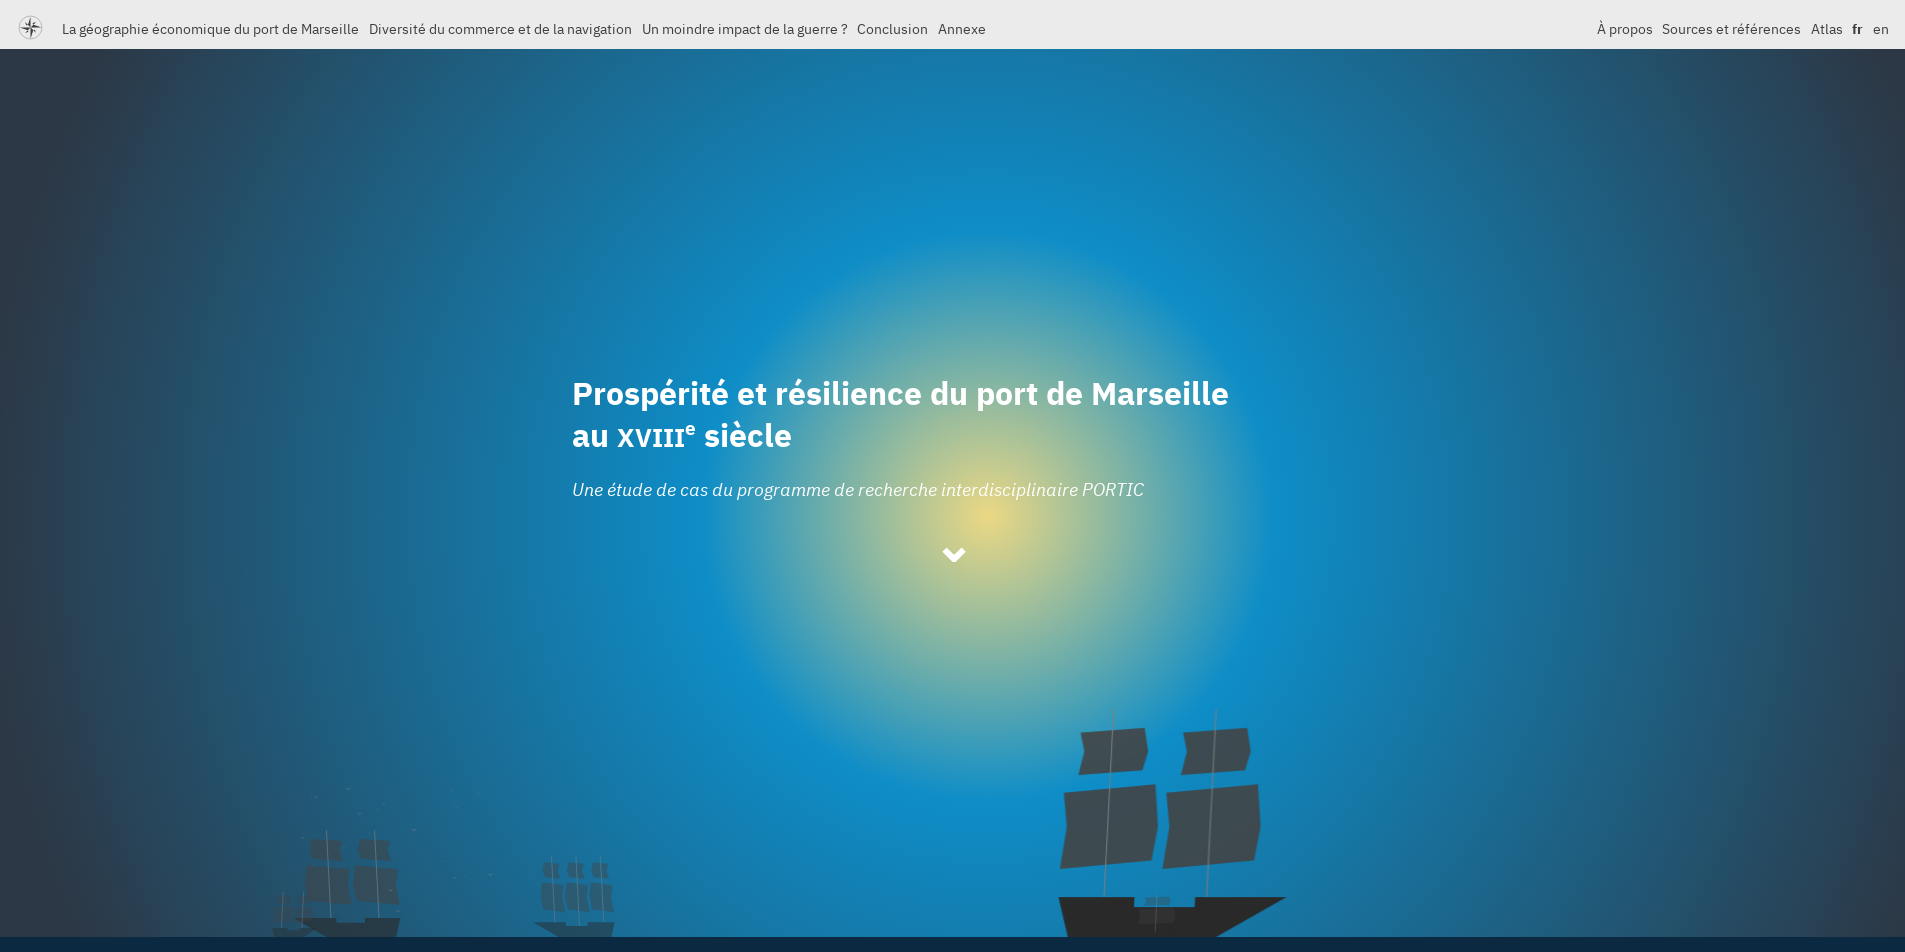 La géographie économique du port de Marseille Diversité du commerce et de la navigation Un moindre impact de la guerre ? Conclusion Annexe À propos Sources et références Atlas fr en
Prospérité et résilience du port de Marseille
au XVIIIe siècle
Une étude de cas du programme de recherche interdisciplinaire PORTIC